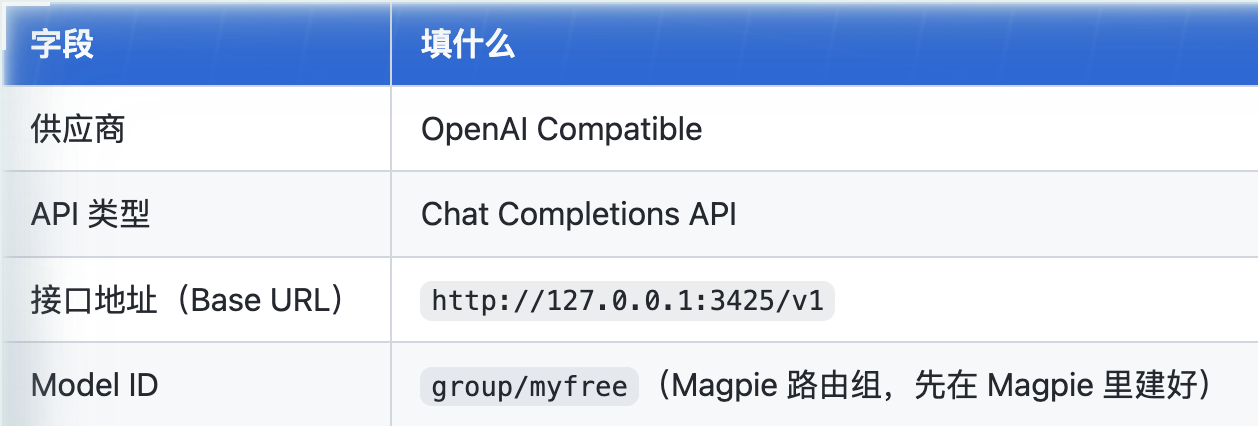 字段 填什么
供应商 OpenAI Compatible
API 类型 Chat Completions API
接口地址（Base URL） http://127.0.0.1:3425/v1
Model ID group/myfree（Magpie 路由组，先在 Magpie 里建好）